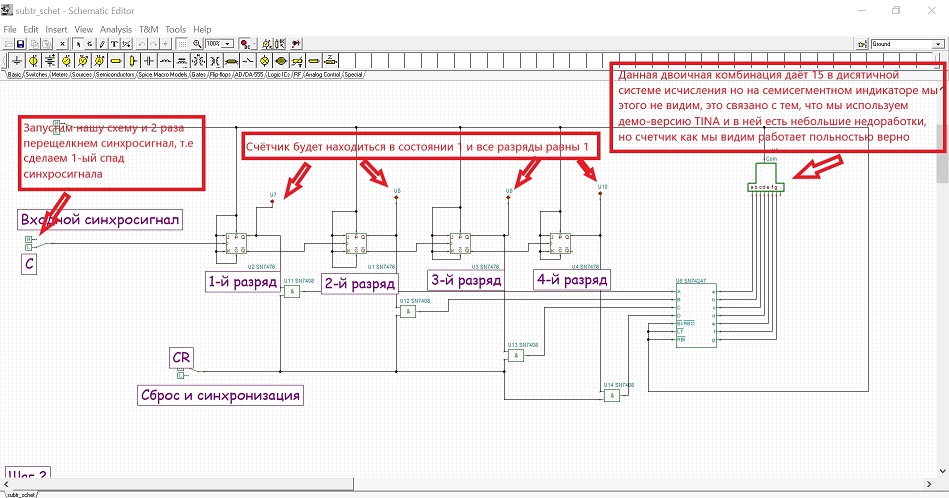 subtr_schet - Schematic Editor
File Edit Insert View Analysis T&M Tools Help
100%
Ground
Basic Switches Meters Sources Semiconductors Spice Macro Models Gates Flip-flops AD/DA-555 Logic ICs RF Analog Control Special
Данная двоичная комбинация даёт 15 в дисятичной
системе исчисления но на семисегментном индикаторе мы
этого не видим, это связано с тем, что мы используем
демо-версию TINA и в ней есть небольшие недоработки,
но счетчик как мы видим работает полностью верно
Запустим нашу схему и 2 раза
перещелкнем синхросигнал, т.е
сделаем 1-ый спад
синхросигнала
Счётчик будет находиться в состоянии 1 и все разряды равны 1
Com
a b c d e f g
U7
U8
U9
U10
Входной синхросигнал
H
L
C
U2 SN7476
U1 SN7476
U3 SN7476
U4 SN7476
1-й разряд
2-й разряд
3-й разряд
4-й разряд
U11 SN7408
&
U12 SN7408
&
U13 SN7408
&
U14 SN7408
&
U6 SN74247
A a
B b
C c
D d
BI/RBO e
LT f
RBI g
CR
L
Сброс и синхронизация
Шаг 2
subtr_schet